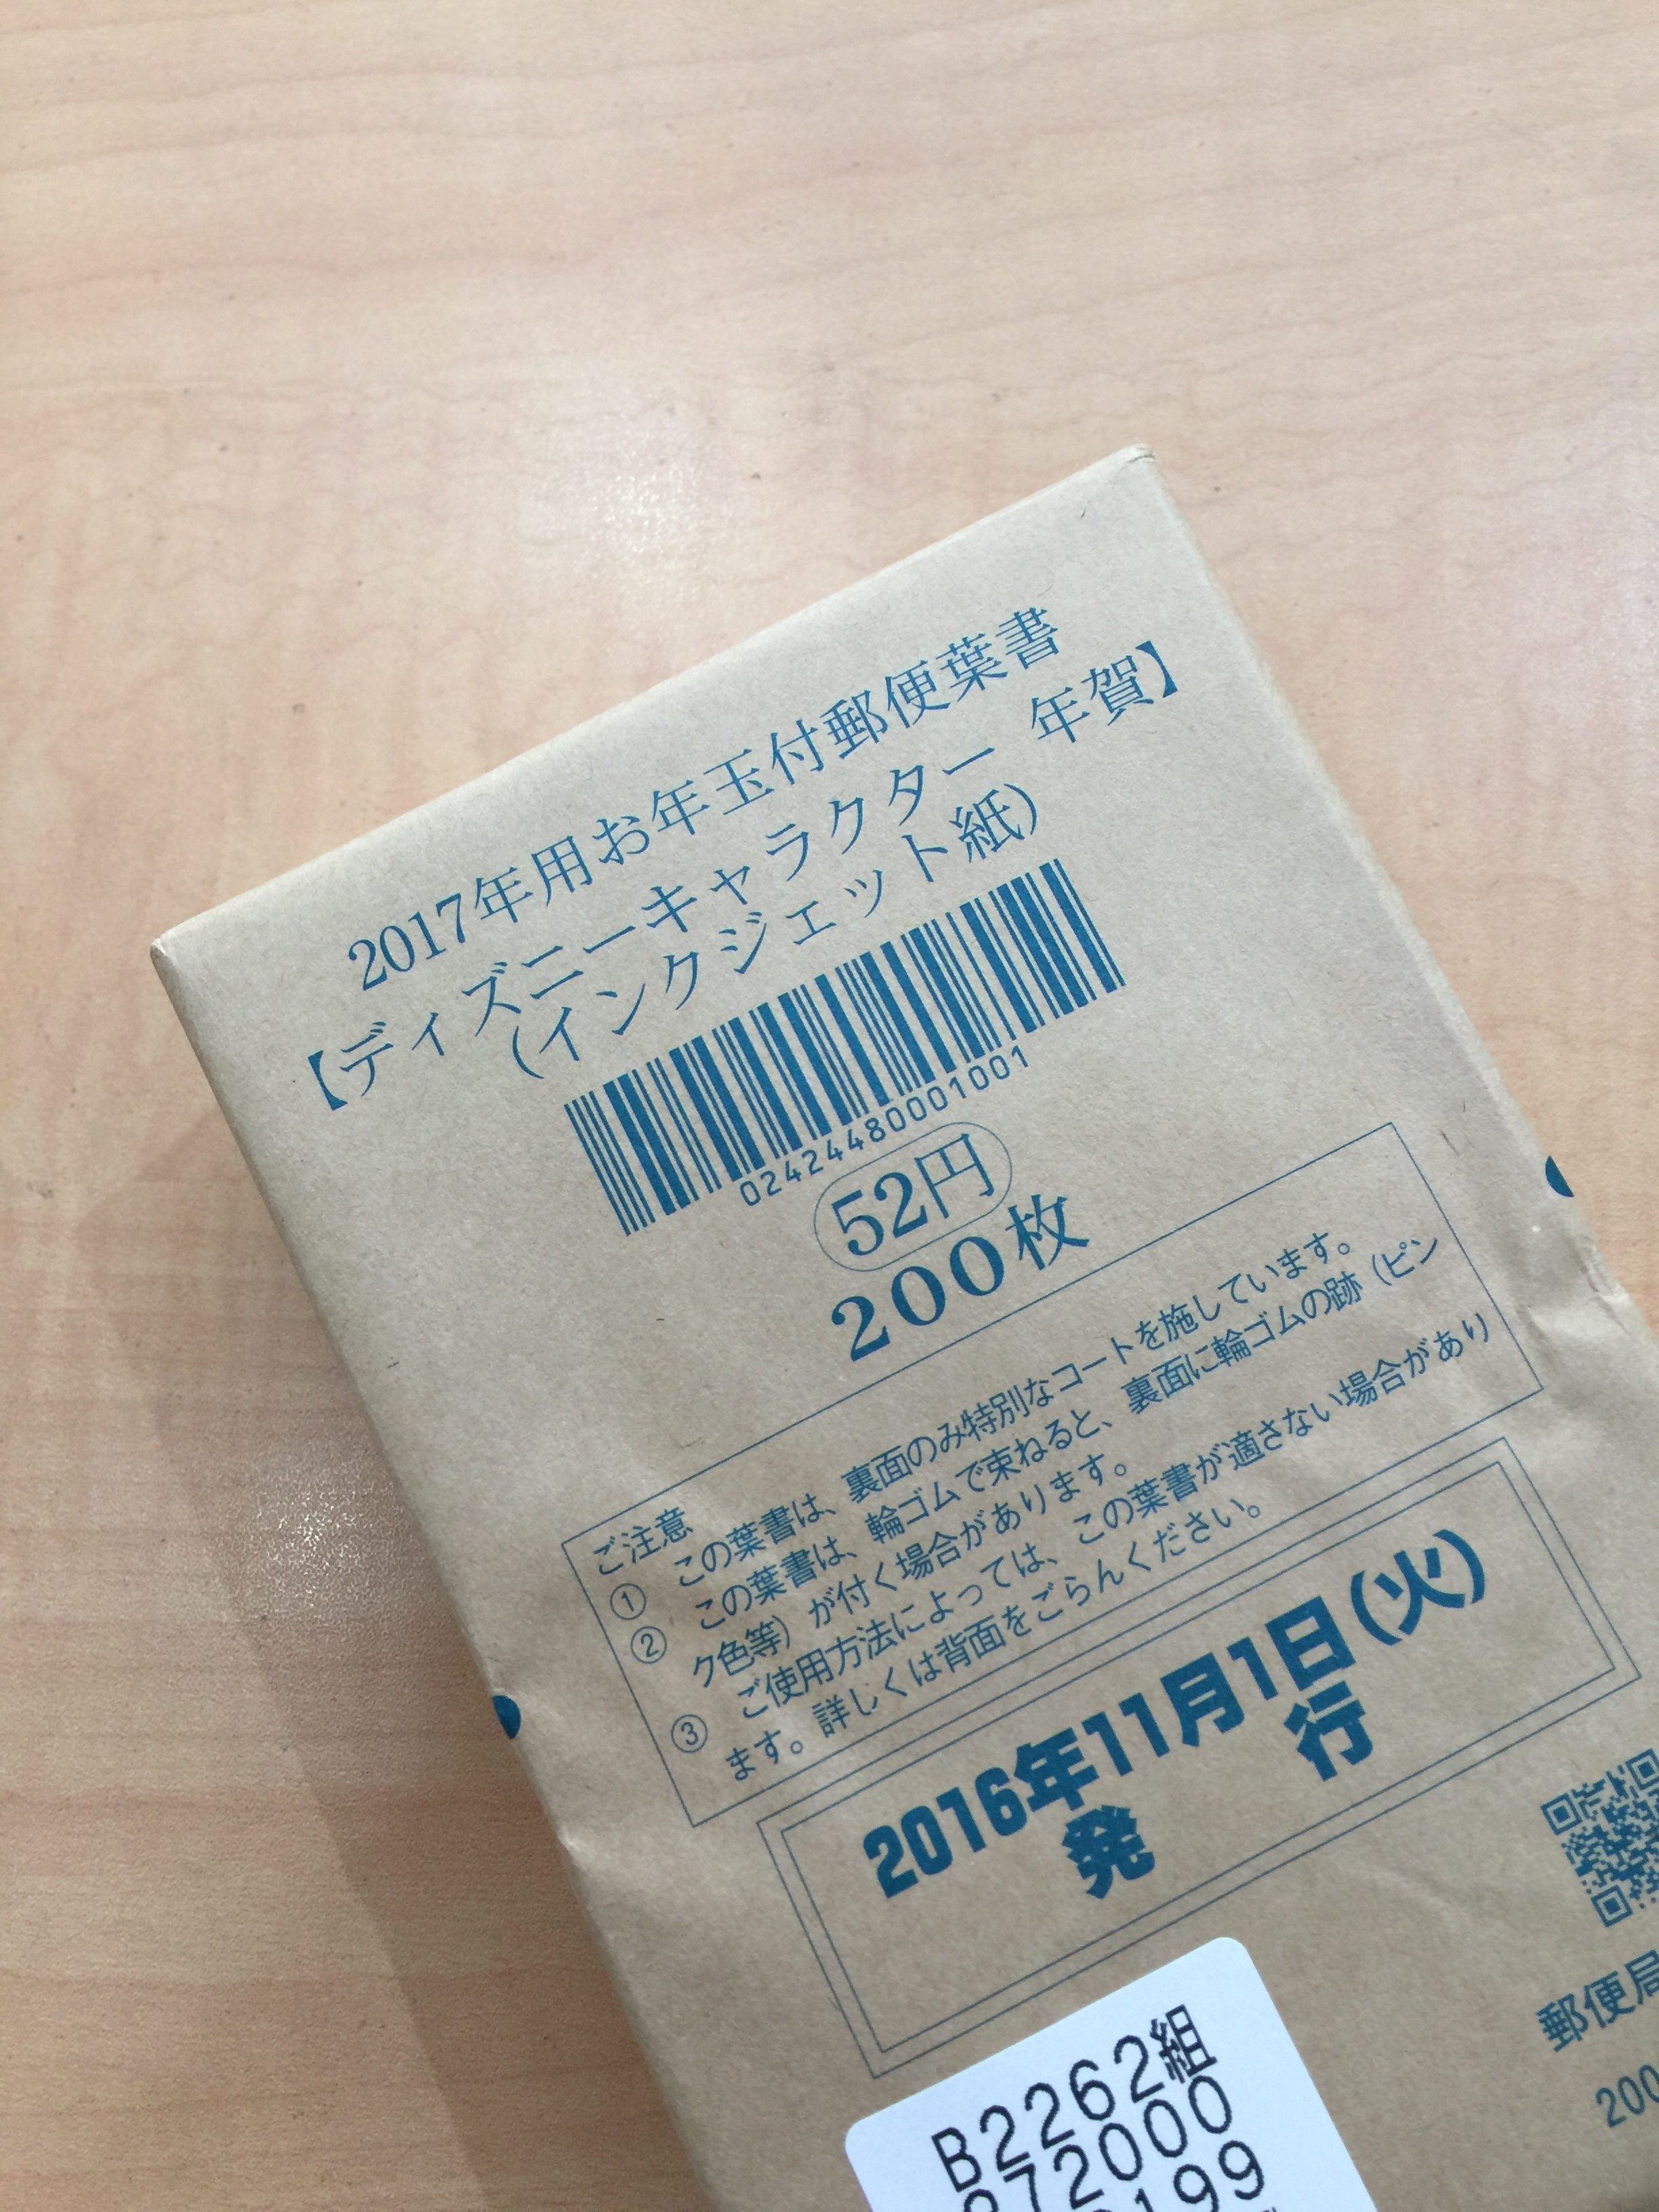 2017年用お年玉付郵便葉書
【ディズニーキャラクター 年賀】
(インクジェット紙)
02424480001001
52円
200枚
ご注意
① この葉書は、裏面のみ特別なコートを施しています。
② この葉書は、輪ゴムで束ねると、裏面に輪ゴムの跡(ピン
ク色等)が付く場合があります。
③ ご使用方法によっては、この葉書が適さない場合があり
ます。詳しくは背面をごらんください。
2016年11月1日(火)
発 行
郵便局
200
B2262組
72000
199